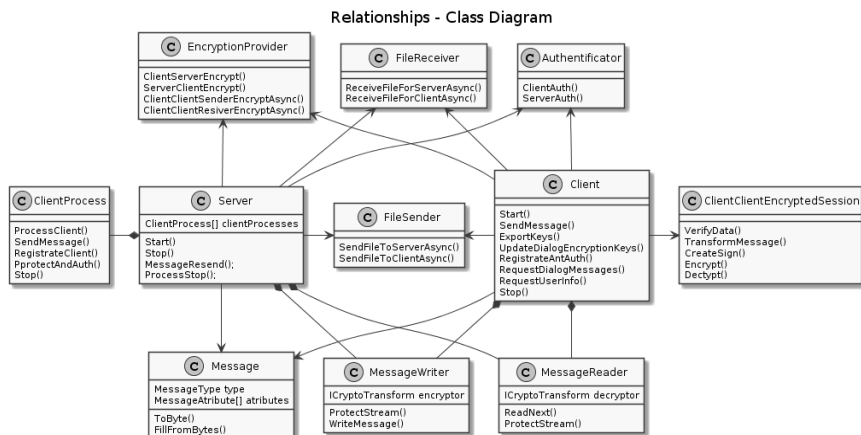 Relationships - Class Diagram
C EncryptionProvider
ClientServerEncrypt()
ServerClientEncrypt()
ClientClientSenderEncryptAsync()
ClientClientResiverEncryptAsync()
C FileReceiver
ReceiveFileForServerAsync()
ReceiveFileForClientAsync()
C Authentificator
ClientAuth()
ServerAuth()
C ClientProcess
ProcessClient()
SendMessage()
RegistrateClient()
PprotectAndAuth()
Stop()
C Server
ClientProcess[] clientProcesses
Start()
Stop()
MessageResend();
ProcessStop();
C FileSender
SendFileToServerAsync()
SendFileToClientAsync()
C Client
Start()
SendMessage()
ExportKeys()
UpdateDialogEncryptionKeys()
RegistrateAntAuth()
RequestDialogMessages()
RequestUserInfo()
Stop()
C ClientClientEncryptedSession
VerifyData()
TransformMessage()
CreateSign()
Encrypt()
Dectypt()
C Message
MessageType type
MessageAtribute[] atributes
ToByte()
FillFromBytes()
C MessageWriter
ICryptoTransform encryptor
ProtectStream()
WriteMessage()
C MessageReader
ICryptoTransform decryptor
ReadNext()
ProtectStream()